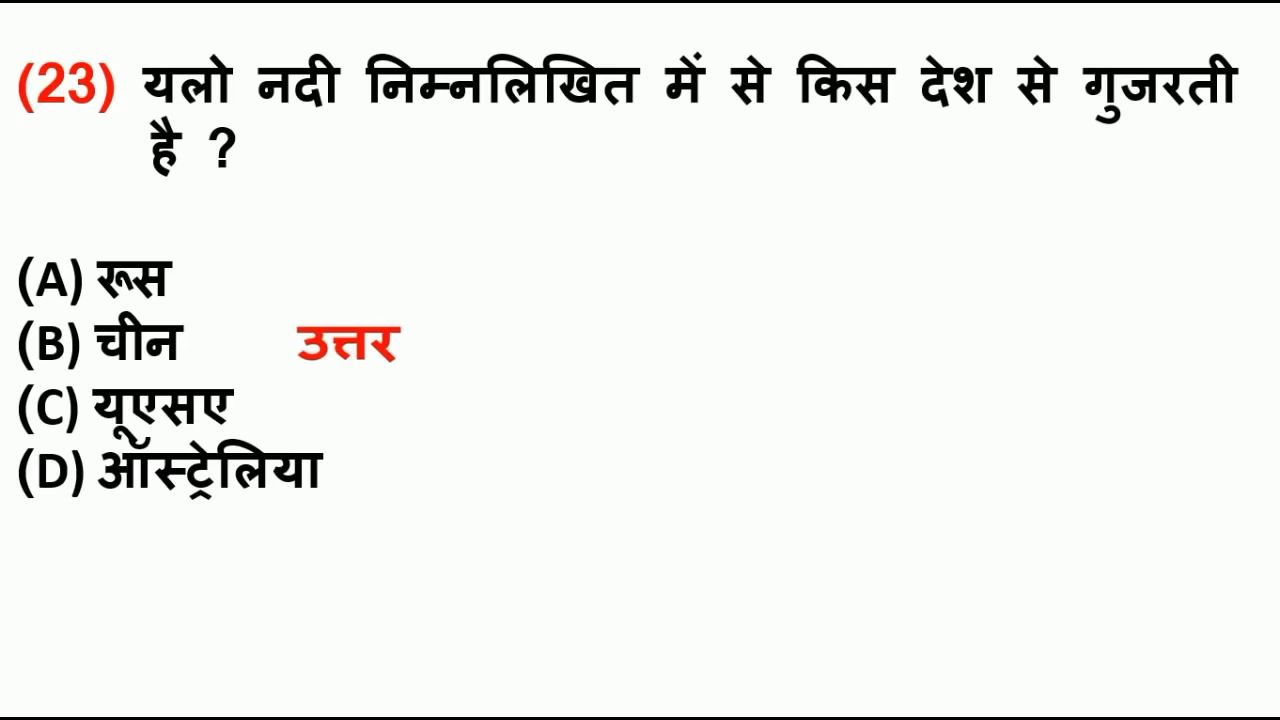 (23) यलो नदी निम्नलिखित में से किस देश से गुजरती
है ?
(A) रूस
(B) चीन उत्तर
(C) यूएसए
(D) ऑस्ट्रेलिया